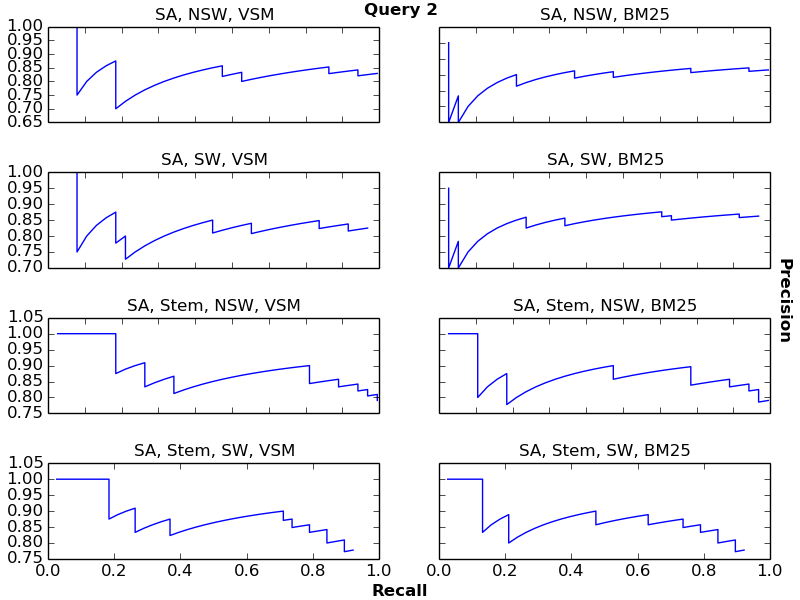 Query 2
SA, NSW, VSM
SA, NSW, BM25
1.00
0.95
0.90
0.85
0.80
0.75
0.70
0.65
SA, SW, VSM
SA, SW, BM25
1.00
0.95
0.90
0.85
0.80
0.75
0.70
Precision
SA, Stem, NSW, VSM
SA, Stem, NSW, BM25
1.05
1.00
0.95
0.90
0.85
0.80
0.75
SA, Stem, SW, VSM
SA, Stem, SW, BM25
1.05
1.00
0.95
0.90
0.85
0.80
0.75
0.0 0.2 0.4 0.6 0.8 1.0
0.0 0.2 0.4 0.6 0.8 1.0
Recall